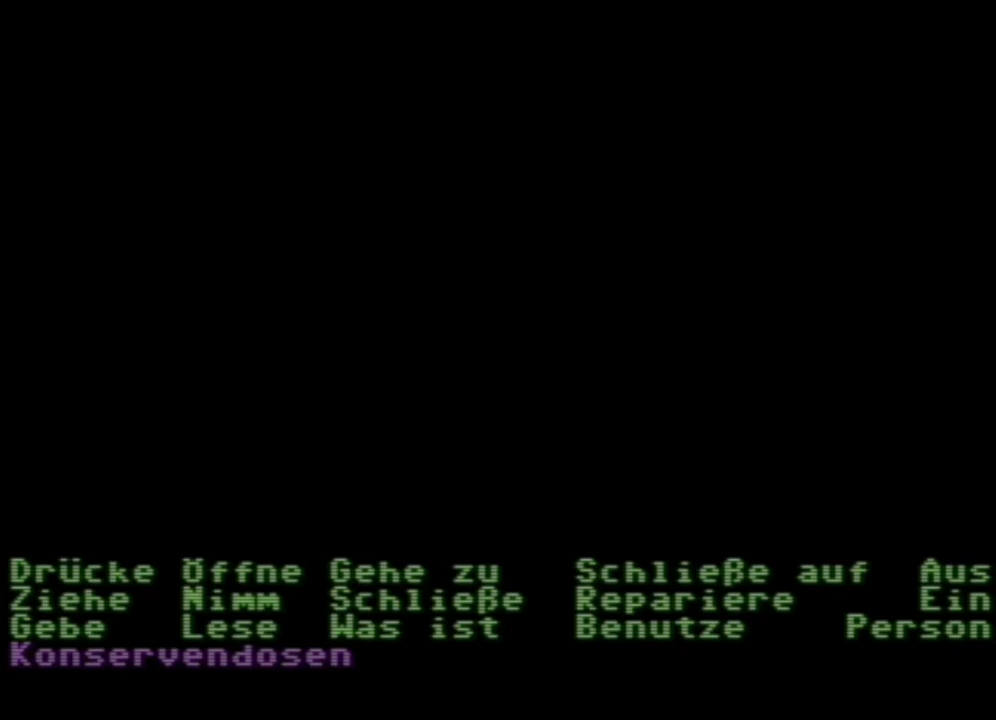 Drücke Öffne Gehe zu Schließe auf Aus
Ziehe Nimm Schließe Repariere Ein
Gebe Lese Was ist Benutze Person
Konservendosen